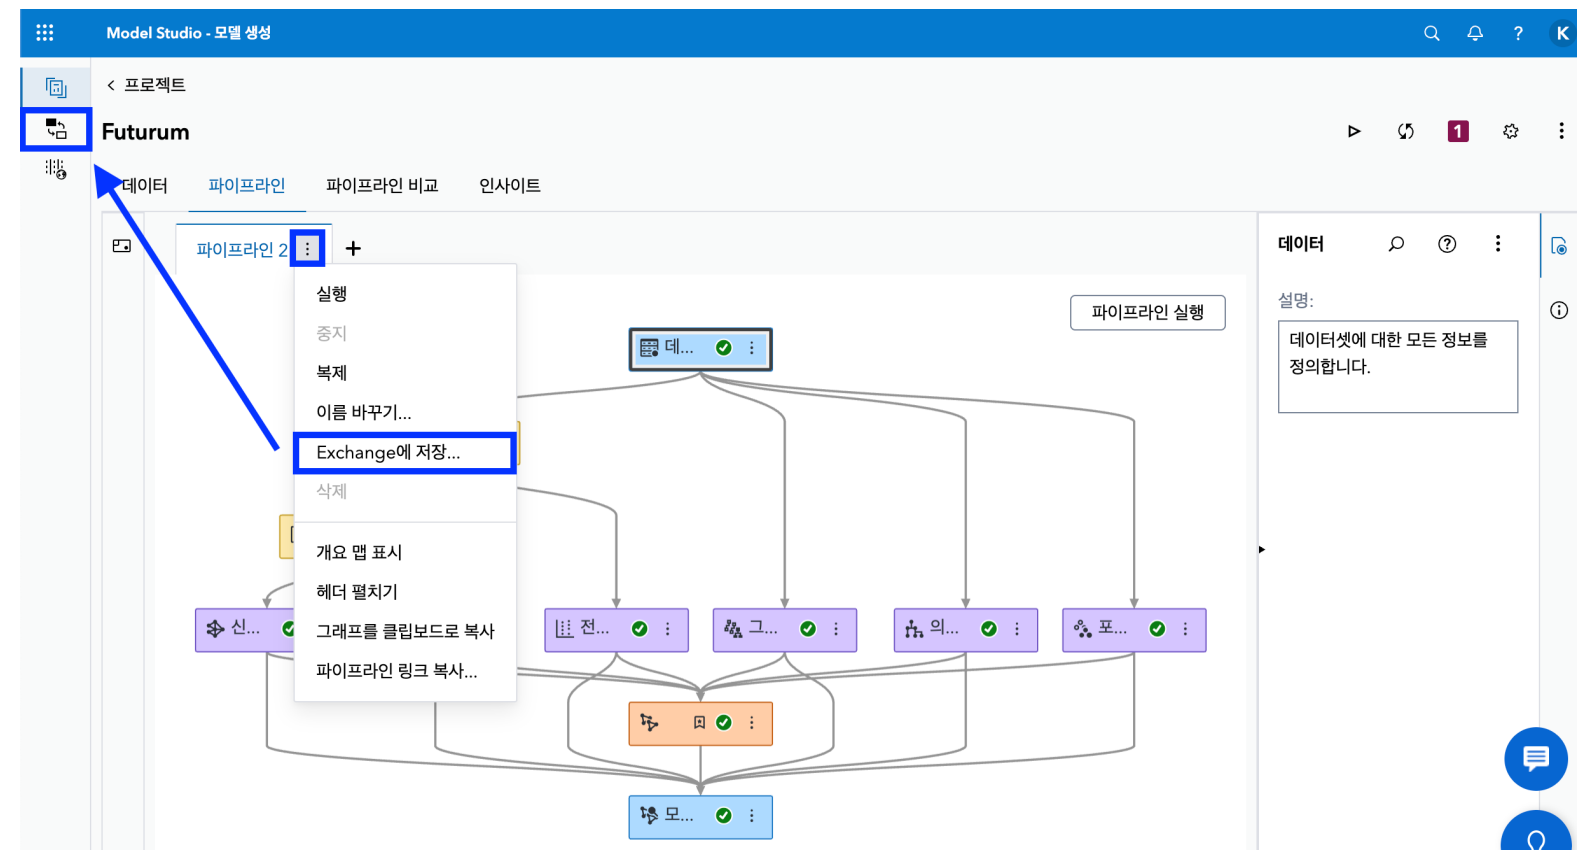 Model Studio - 모델 생성
?
K
프로젝트
Futurum
1
데이터
파이프라인
파이프라인 비교
인사이트
파이프라인 2
실행
중지
복제
이름 바꾸기...
Exchange에 저장...
삭제
개요 맵 표시
헤더 펼치기
그래프를 클립보드로 복사
파이프라인 링크 복사...
파이프라인 실행
데...
신...
전...
그...
의...
포...
모...
데이터
설명:
데이터셋에 대한 모든 정보를
정의합니다.